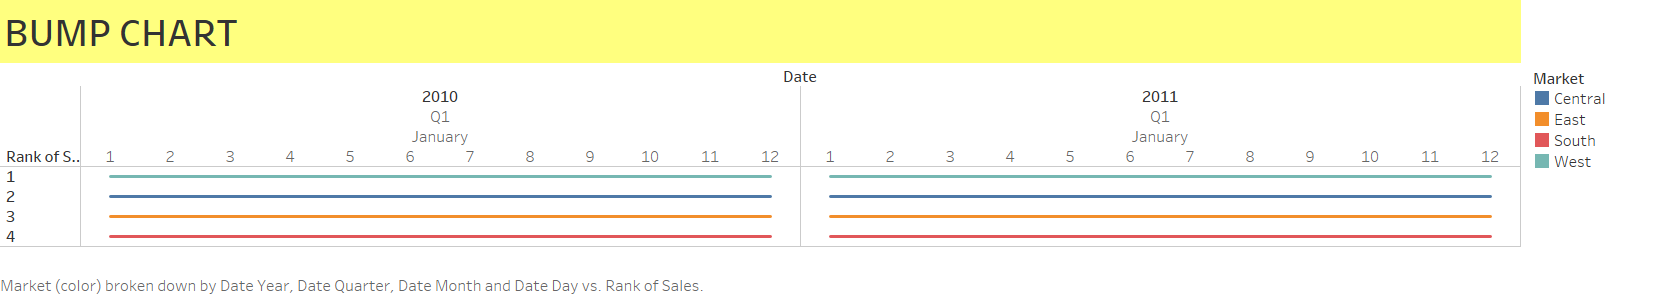 BUMP CHART
Date
2010 2011
Q1 Q1
January January
Rank of S.. 1 2 3 4 5 6 7 8 9 10 11 12 1 2 3 4 5 6 7 8 9 10 11 12
1
2
3
4
Market
Central
East
South
West
Market (color) broken down by Date Year, Date Quarter, Date Month and Date Day vs. Rank of Sales.